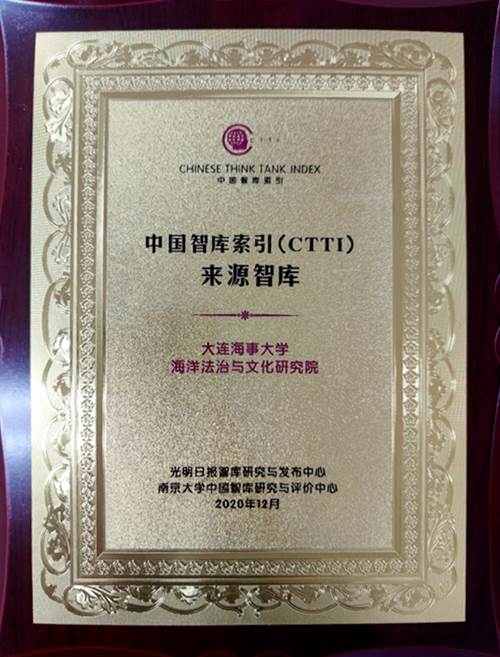 CTTI
CHINESE THINK TANK INDEX
中国智库索引
中国智库索引(CTTI)
来源智库
大连海事大学
海洋法治与文化研究院
光明日报智库研究与发布中心
南京大学中国智库研究与评价中心
2020年12月